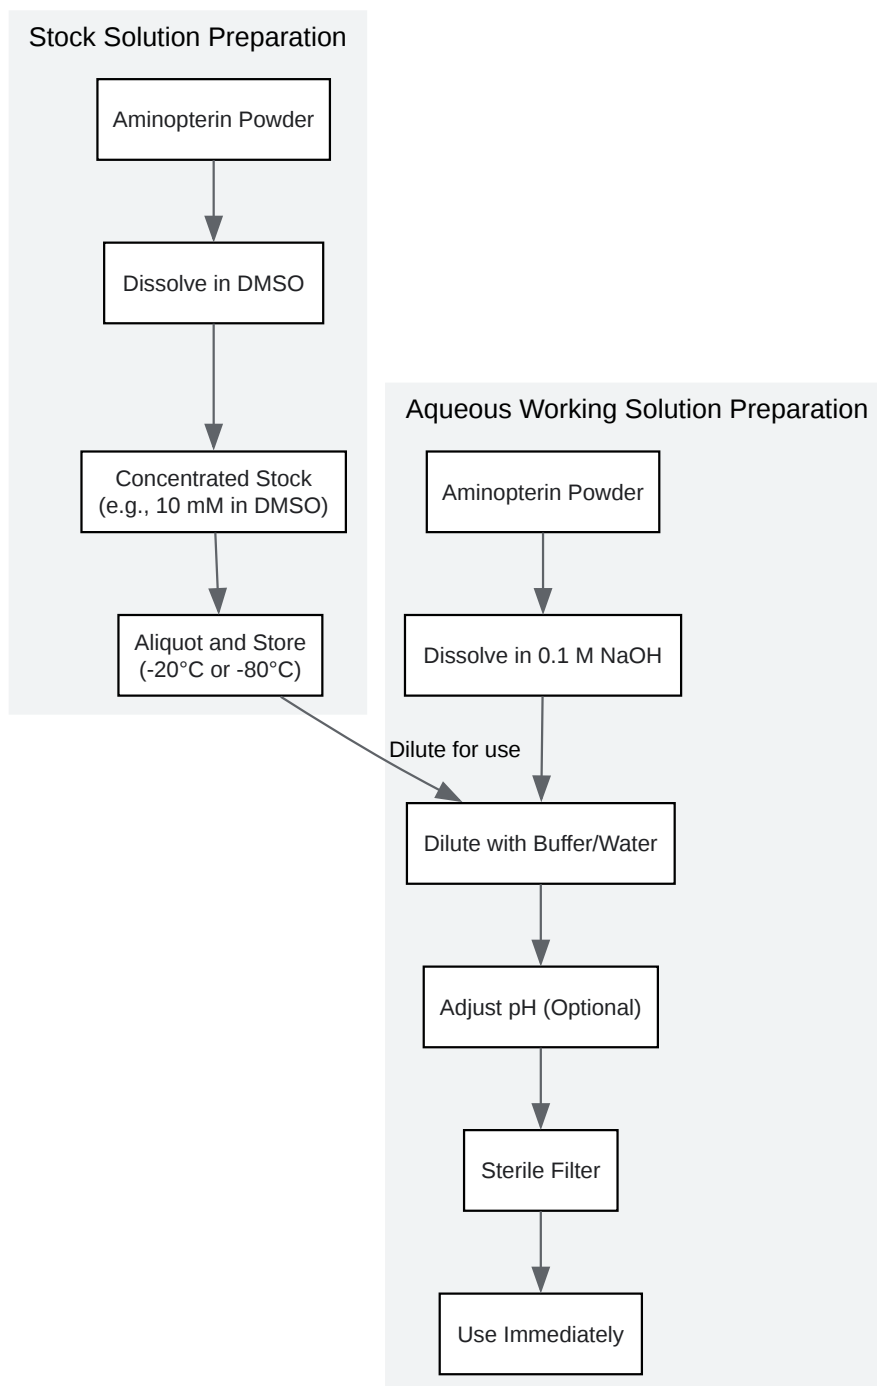 Stock Solution Preparation
Aminopterin Powder
Dissolve in DMSO
Concentrated Stock
(e.g., 10 mM in DMSO)
Aliquot and Store
(-20°C or -80°C)
Dilute for use
Aqueous Working Solution Preparation
Aminopterin Powder
Dissolve in 0.1 M NaOH
Dilute with Buffer/Water
Adjust pH (Optional)
Sterile Filter
Use Immediately